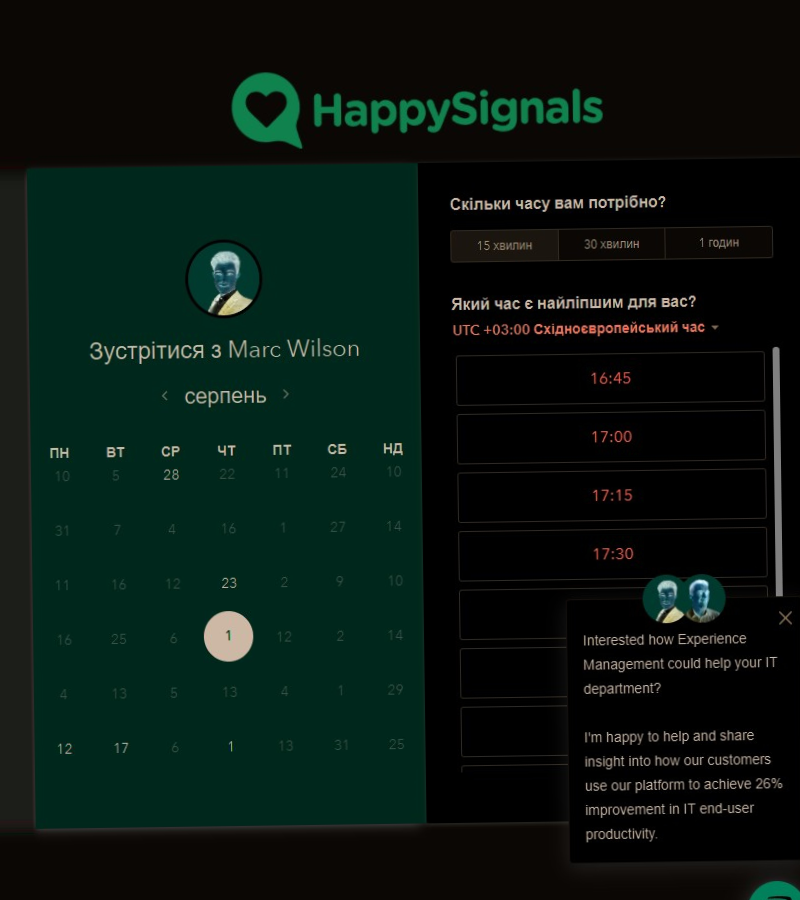 HappySignals
Зустрітися з Marc Wilson
серпень
ПН ВТ СР ЧТ ПТ СБ НД
10 5 28 22 11 24 10
31 7 4 16 1 27 14
11 16 12 23 2 9 10
16 25 6 1 12 2 14
4 13 5 13 4 1 29
12 17 6 1 13 31 25
Скільки часу вам потрібно?
15 хвилин 30 хвилин 1 годин
Який час є найліпшим для вас?
UTC +03:00 Східноєвропейський час
16:45
17:00
17:15
17:30
Interested how Experience
Management could help your IT
department?
I'm happy to help and share
insight into how our customers
use our platform to achieve 26%
improvement in IT end-user
productivity.